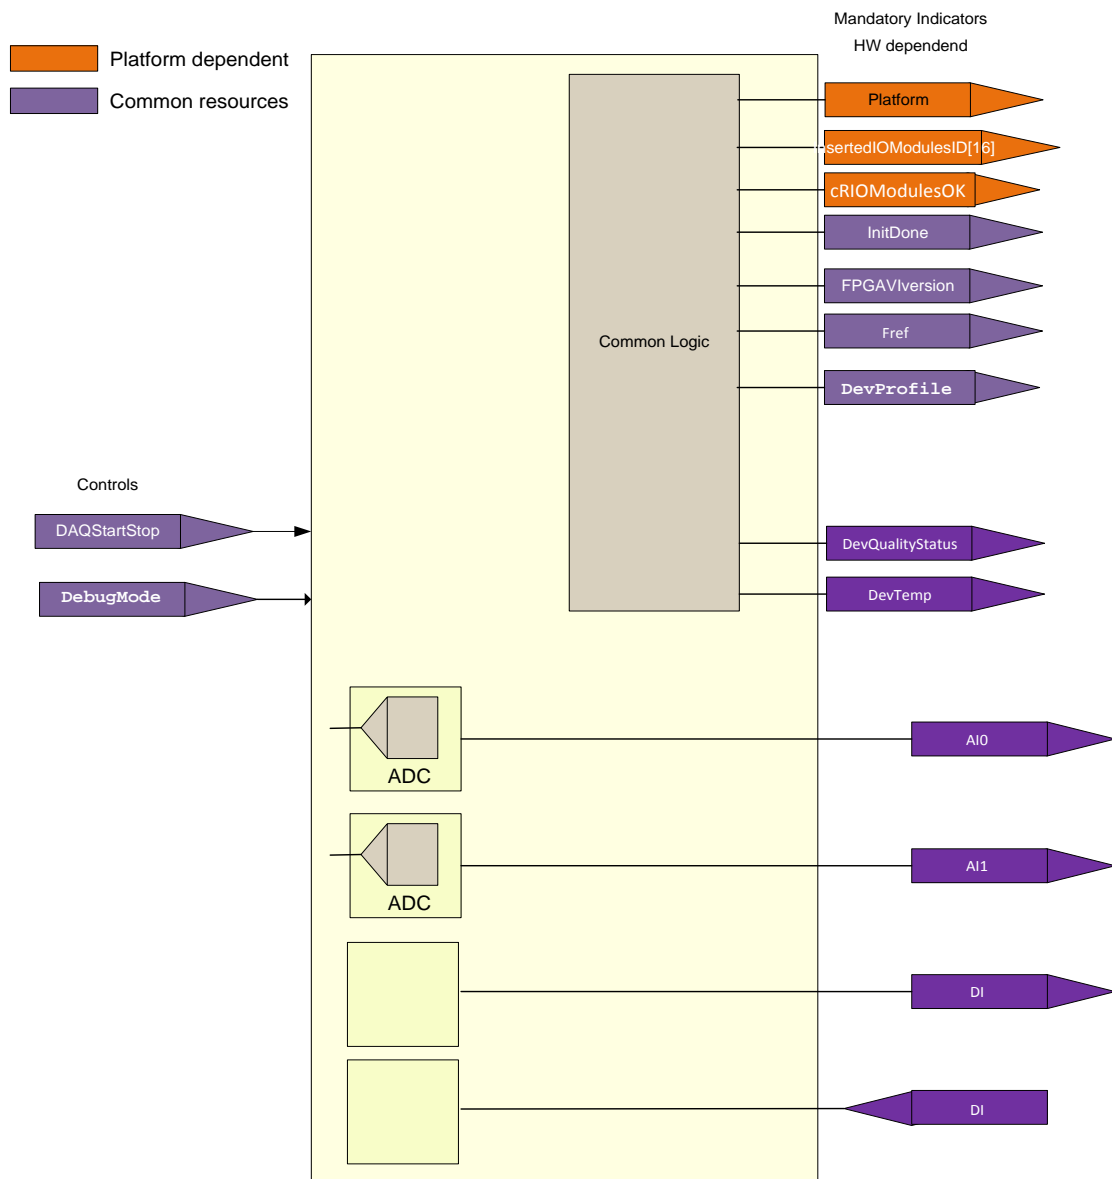 Mandatory Indicators
HW dependend
Platform dependent
Common resources
Platform
sertedIOModulesID[16]
cRIOModulesOK
InitDone
FPGAVIversion
Fref
DevProfile
Common Logic
Controls
DAQStartStop
DebugMode
DevQualityStatus
DevTemp
ADC
AI0
ADC
AI1
DI
DI